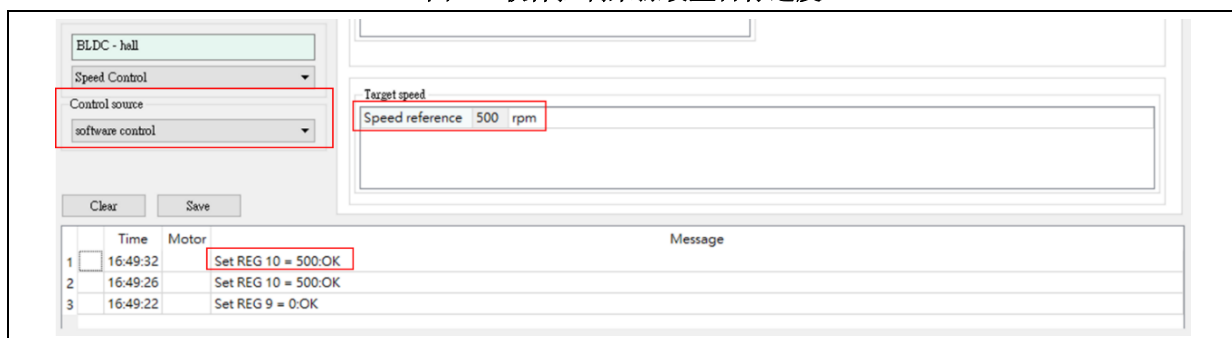 BLDC - hall
Speed Control
Control source
software control
Target speed
Speed reference 500 rpm
Clear Save
Time Motor Message
1 16:49:32 Set REG 10 = 500:OK
2 16:49:26 Set REG 10 = 500:OK
3 16:49:22 Set REG 9 = 0:OK